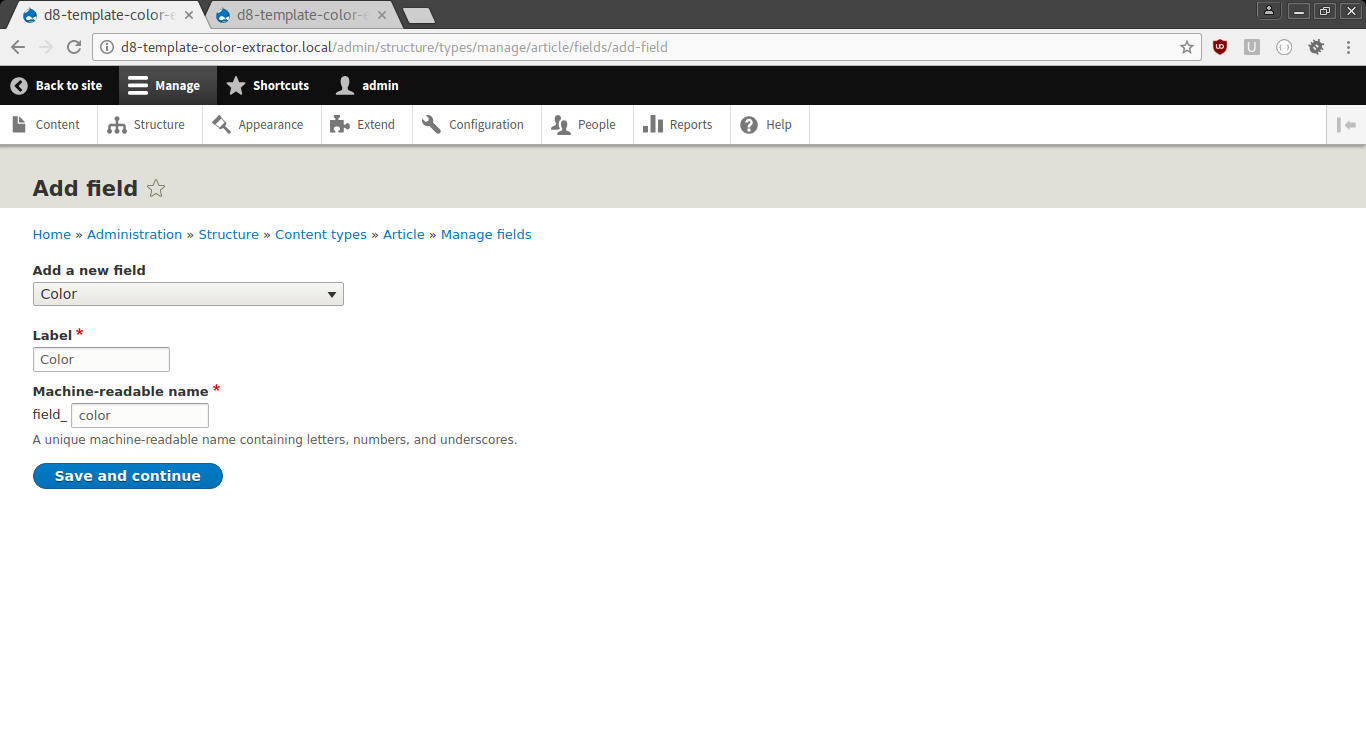 d8-template-color-e
d8-template-color-e
d8-template-color-extractor.local/admin/structure/types/manage/article/fields/add-field
Back to site Manage Shortcuts admin
Content Structure Appearance Extend Configuration People Reports Help
Add field
Home » Administration » Structure » Content types » Article » Manage fields
Add a new field
Color
Label *
Color
Machine-readable name *
field_ color
A unique machine-readable name containing letters, numbers, and underscores.
Save and continue